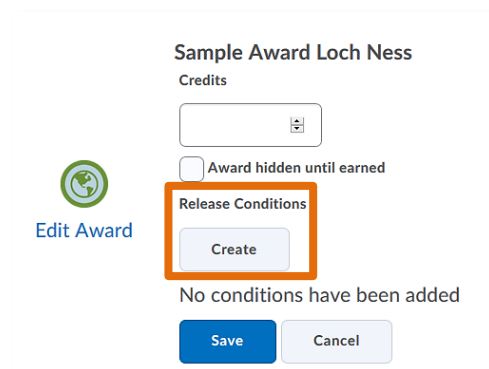 Sample Award Loch Ness
Credits
Award hidden until earned
Release Conditions
Edit Award
Create
No conditions have been added
Save
Cancel